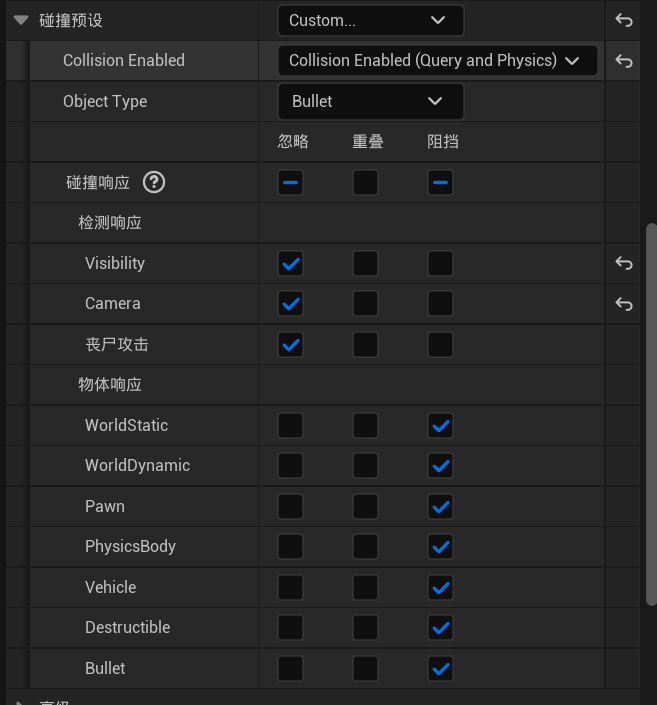 碰撞预设 Custom...
Collision Enabled Collision Enabled (Query and Physics)
Object Type Bullet
忽略 重叠 阻挡
碰撞响应 ?
检测响应
Visibility
Camera
丧尸攻击
物体响应
WorldStatic
WorldDynamic
Pawn
PhysicsBody
Vehicle
Destructible
Bullet
高级